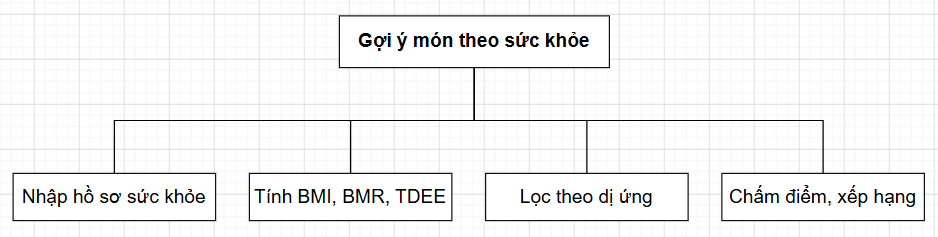 Gợi ý món theo sức khỏe
Nhập hồ sơ sức khỏe
Tính BMI, BMR, TDEE
Lọc theo dị ứng
Chấm điểm, xếp hạng